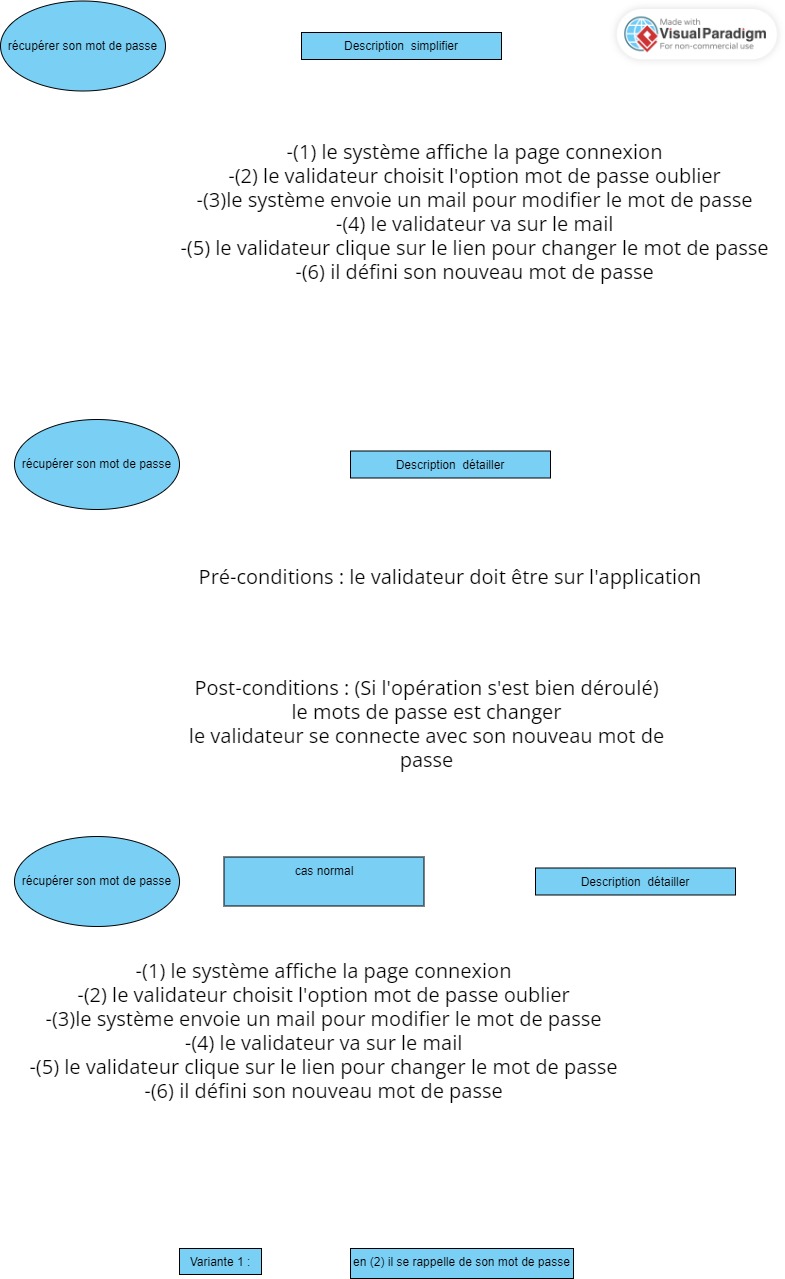 récupérer son mot de passe
Description simplifier
Made with
VisualParadigm
For non-commercial use
-(1) le système affiche la page connexion
-(2) le validateur choisit l'option mot de passe oublier
-(3)le système envoie un mail pour modifier le mot de passe
-(4) le validateur va sur le mail
-(5) le validateur clique sur le lien pour changer le mot de passe
-(6) il défini son nouveau mot de passe
récupérer son mot de passe
Description détailler
Pré-conditions : le validateur doit être sur l'application
Post-conditions : (Si l'opération s'est bien déroulé)
le mots de passe est changer
le validateur se connecte avec son nouveau mot de
passe
récupérer son mot de passe
cas normal
Description détailler
-(1) le système affiche la page connexion
-(2) le validateur choisit l'option mot de passe oublier
-(3)le système envoie un mail pour modifier le mot de passe
-(4) le validateur va sur le mail
-(5) le validateur clique sur le lien pour changer le mot de passe
-(6) il défini son nouveau mot de passe
Variante 1 :
en (2) il se rappelle de son mot de passe